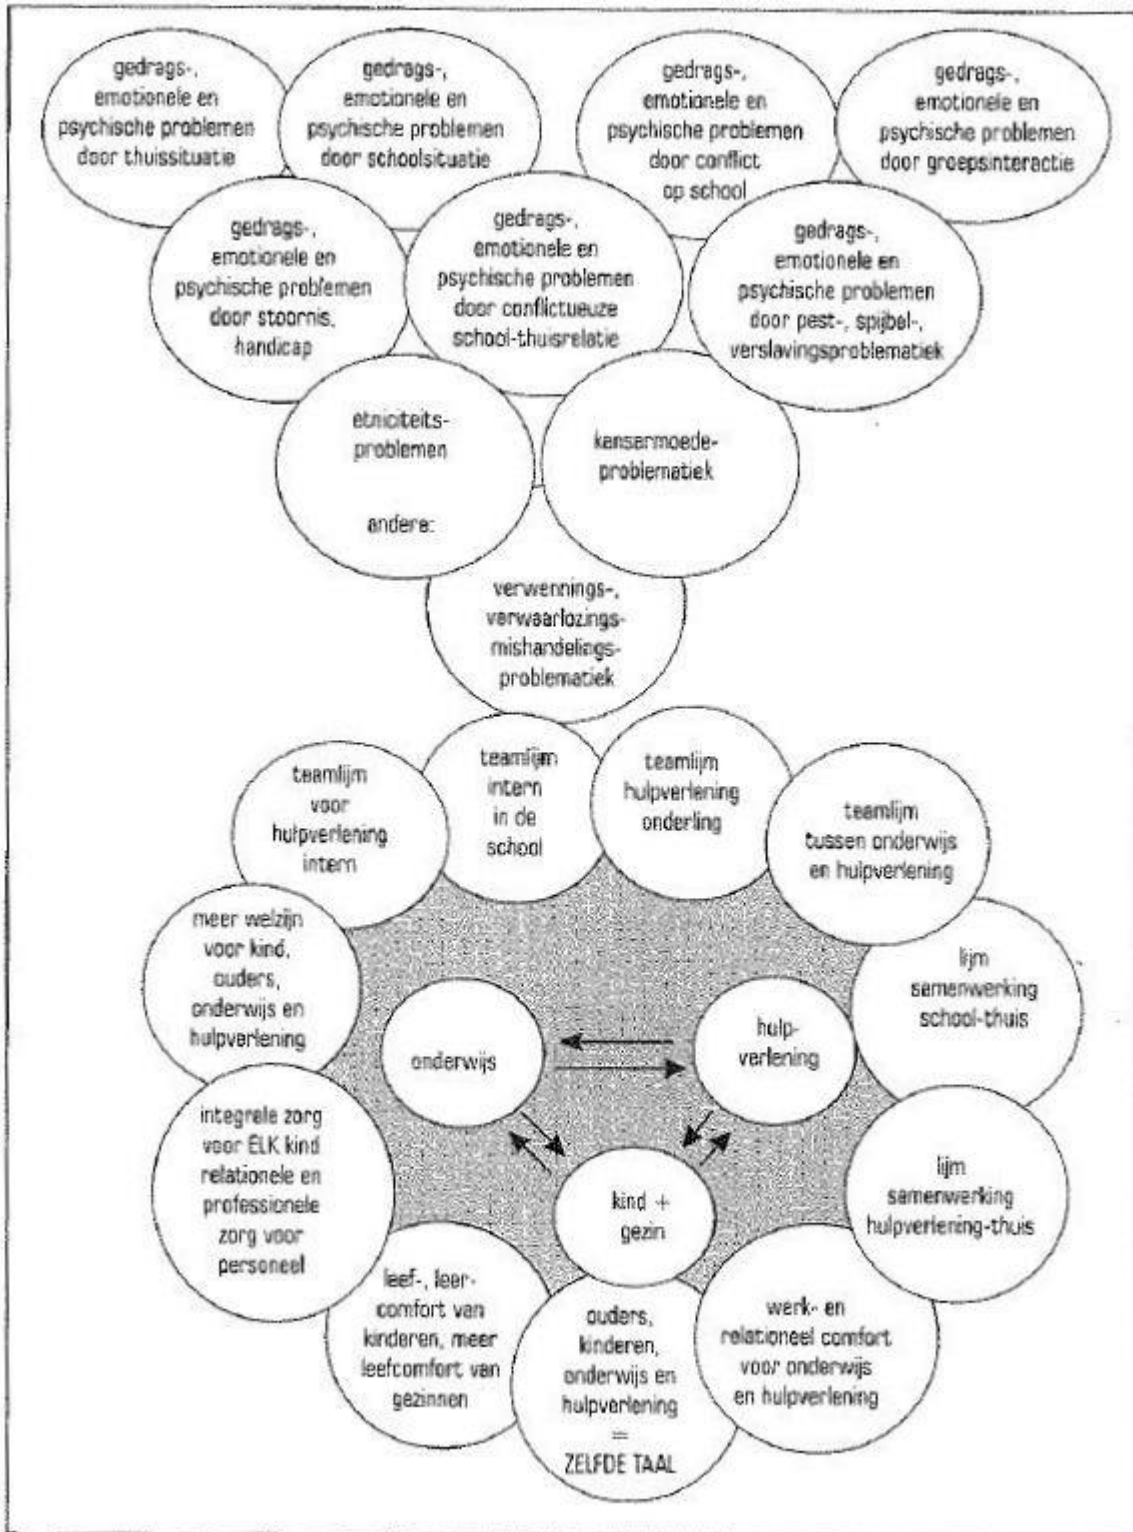 gedrags-,
emotionele en
psychische problemen
door thuissituatie
gedrags-,
emotionele en
psychische problemen
door schoolsituatie
gedrags-,
emotionele en
psychische problemen
door conflict
op school
gedrags-,
emotionele en
psychische problemen
door groepsinteractie
gedrags-,
emotionele en
psychische problemen
door stoornis,
handicap
gedrags-,
emotionele en
psychische problemen
door conflictueuze
school-thuisrelatie
gedrags-,
emotionele en
psychische problemen
door pest-, spijbel-,
verslavingsproblematiek
etniciteits-
problemen
andere:
kansarmoede-
problematiek
verwennings-,
verwaarlozings-
mishandelings-
problematiek
teamlijm
voor
hulpverlening
intern
teamlijm
intern
in de
school
teamlijm
hulpverlening
onderling
teamlijm
tussen onderwijs
en hulpverlening
meer welzijn
voor kind,
ouders,
onderwijs en
hulpverlening
lijm
samenwerking
school-thuis
onderwijs
hulp-
verlening
integrale zorg
voor ELK kind
relationele en
professionele
zorg voor
personeel
kind +
gezin
lijm
samenwerking
hulpverlening-thuis
leef-, leer-
comfort van
kinderen, meer
leefcomfort van
gezinnen
ouders,
kinderen,
onderwijs en
hulpverlening
=
ZELFDE TAAL
werk- en
relationeel comfort
voor onderwijs
en hulpverlening